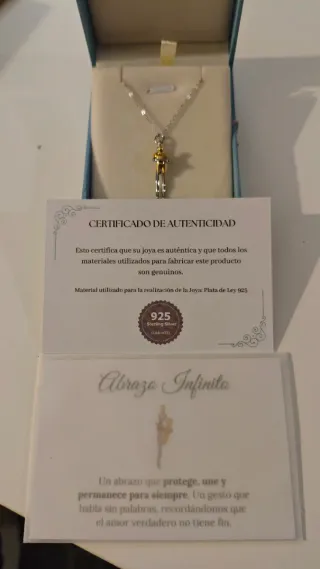 CERTIFICADO DE AUTENTICIDAD
Esto certifica que su joya es auténtica y que todos los
materiales utilizados para fabricar este producto
son genuinos.
Material utilizado para la realización de la Joya: Plata de Ley 925
925
Sterling Silver
Abrazo Infinito
Un abrazo que protege, une y
permanece para siempre. Un gesto que
habla sin palabras, recordándonos que
el amor verdadero no tiene fin.